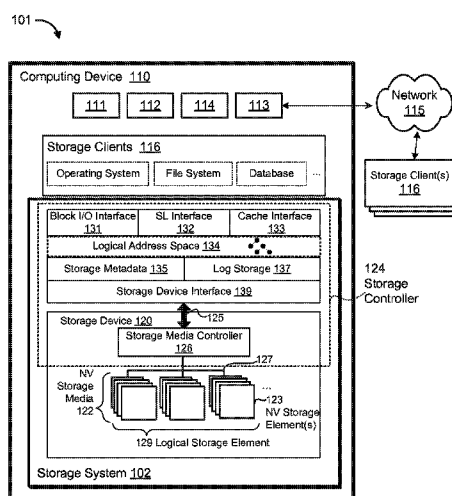 101
Computing Device 110
111 112 114 113
Network
115
Storage Clients 116
Operating System File System Database ...
Storage Client(s)
116
Block I/O Interface
131
SL Interface
132
Cache Interface
133
Logical Address Space 134
Storage Metadata 135 Log Storage 137
Storage Device Interface 139
124
Storage
Controller
Storage Device 120
125
Storage Media Controller
126
127
NV
Storage
Media
122
...
123
NV Storage
Element(s)
129 Logical Storage Element
Storage System 102